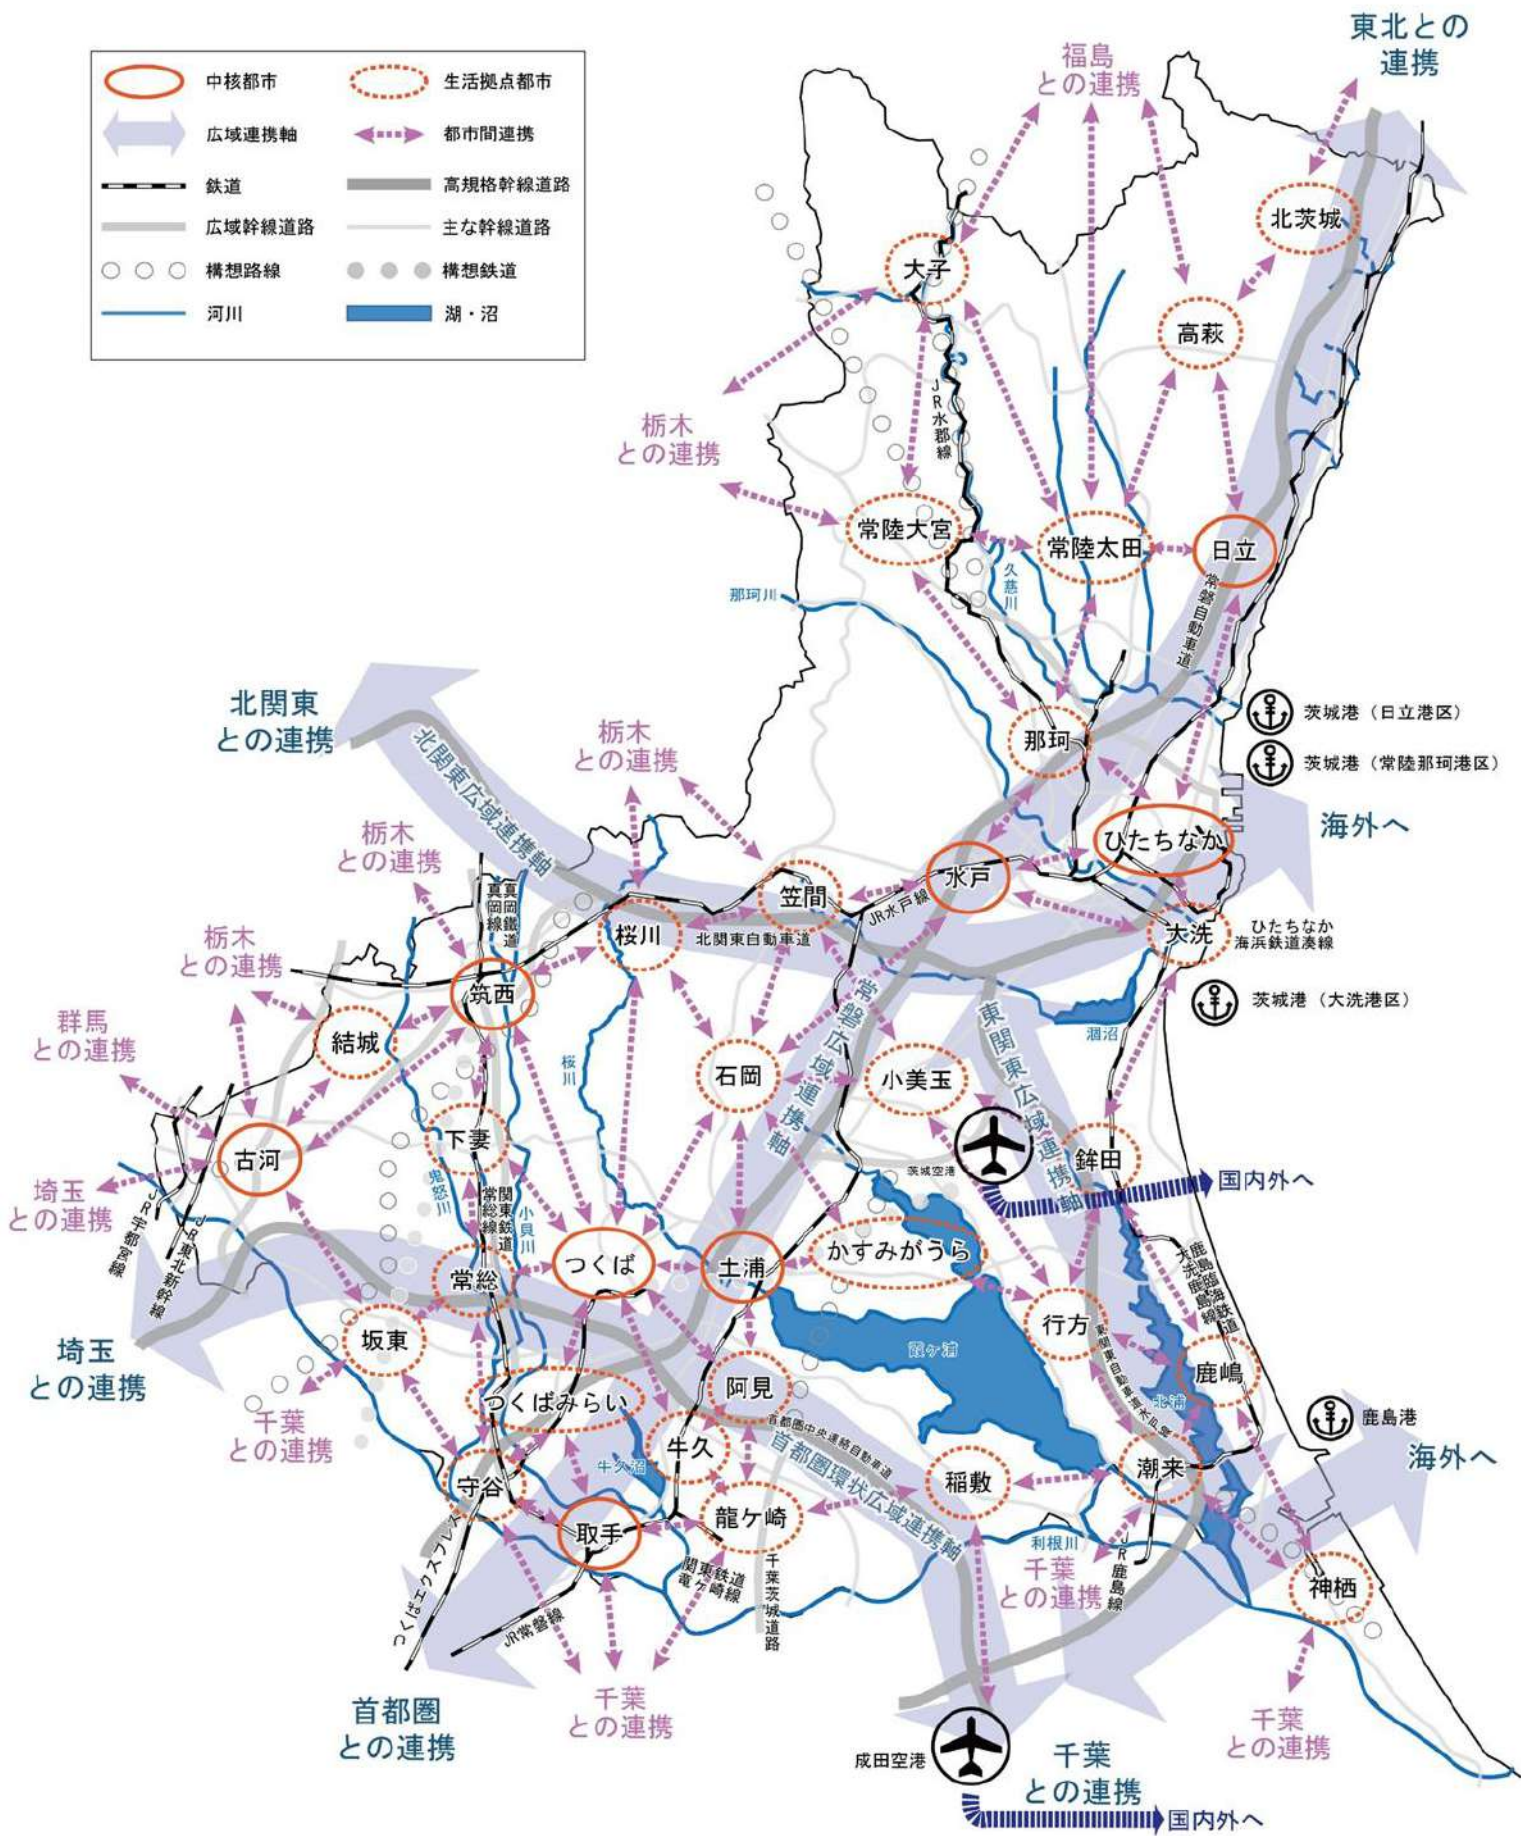 東北との
連携
福島
との連携
中核都市
生活拠点都市
広域連携軸
都市間連携
鉄道
高規格幹線道路
広域幹線道路
主な幹線道路
構想路線
構想鉄道
河川
湖・沼
北茨城
大子
高萩
JR水郡線
栃木
との連携
常陸大宮
常陸太田
日立
久慈川
那珂川
常磐自動車道
北関東
との連携
栃木
との連携
那珂
茨城港（日立港区）
茨城港（常陸那珂港区）
北関東広域連携軸
海外へ
栃木
との連携
ひたちなか
水戸
笠間
JR水戸線
真岡鐵道
真岡線
桜川
北関東自動車道
大洗
ひたちなか
海浜鉄道湊線
栃木
との連携
筑西
茨城港（大洗港区）
常磐広域連携軸
東関東広域連携軸
涸沼
群馬
との連携
結城
桜川
石岡
小美玉
下妻
古河
茨城空港
鉾田
国内外へ
埼玉
との連携
鬼怒川
関東鉄道
常総線
小貝川
JR宇都宮線
JR東北新幹線
つくば
土浦
かすみがうら
鹿島臨海鉄道
大洗鹿島線
常総
坂東
行方
霞ヶ浦
東関東自動車道水戸線
埼玉
との連携
鹿嶋
北浦
阿見
つくばみらい
千葉
との連携
首都圏中央連絡自動車道
首都圏環状広域連携軸
鹿島港
海外へ
牛久
牛久沼
守谷
稲敷
潮来
龍ケ崎
取手
利根川
つくばエクスプレス
関東鉄道
竜ヶ崎線
千葉茨城道路
千葉
との連携
JR鹿島線
神栖
JR常磐線
首都圏
との連携
千葉
との連携
千葉
との連携
成田空港
千葉
との連携
国内外へ